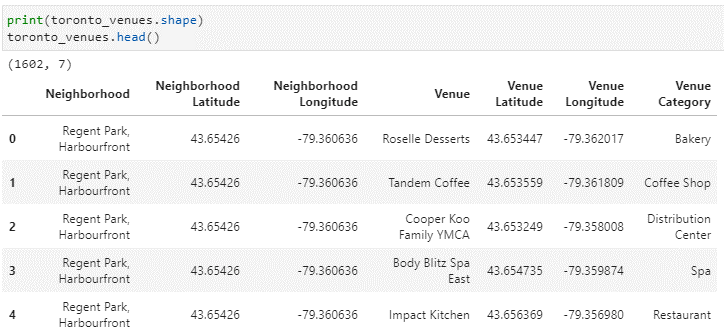 print(toronto_venues.shape)
toronto_venues.head()
(1602, 7)
Neighborhood Neighborhood Latitude Neighborhood Longitude Venue Venue Latitude Venue Longitude Venue Category
0 Regent Park, Harbourfront 43.65426 -79.360636 Roselle Desserts 43.653447 -79.362017 Bakery
1 Regent Park, Harbourfront 43.65426 -79.360636 Tandem Coffee 43.653559 -79.361809 Coffee Shop
2 Regent Park, Harbourfront 43.65426 -79.360636 Cooper Koo Family YMCA 43.653249 -79.358008 Distribution Center
3 Regent Park, Harbourfront 43.65426 -79.360636 Body Blitz Spa East 43.654735 -79.359874 Spa
4 Regent Park, Harbourfront 43.65426 -79.360636 Impact Kitchen 43.656369 -79.356980 Restaurant